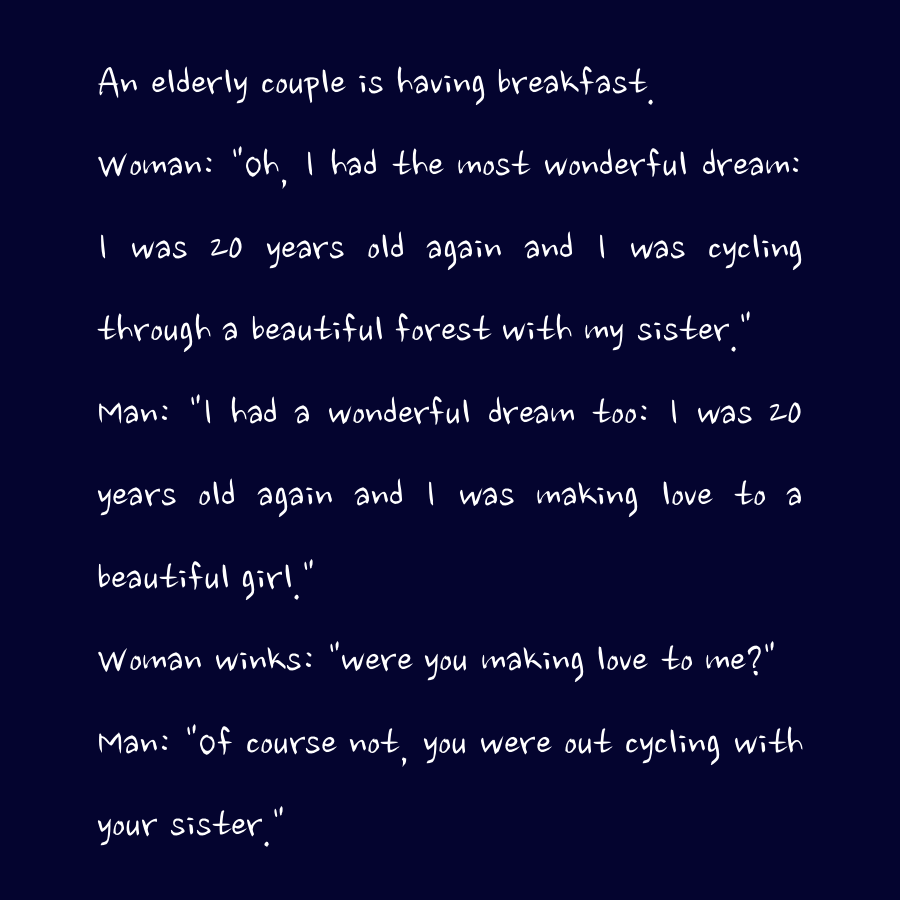 An elderly couple is having breakfast.
Woman: "Oh, I had the most wonderful dream:
I was 20 years old again and I was cycling
through a beautiful forest with my sister."
Man: "I had a wonderful dream too: I was 20
years old again and I was making love to a
beautiful girl."
Woman winks: "were you making love to me?"
Man: "Of course not, you were out cycling with
your sister."